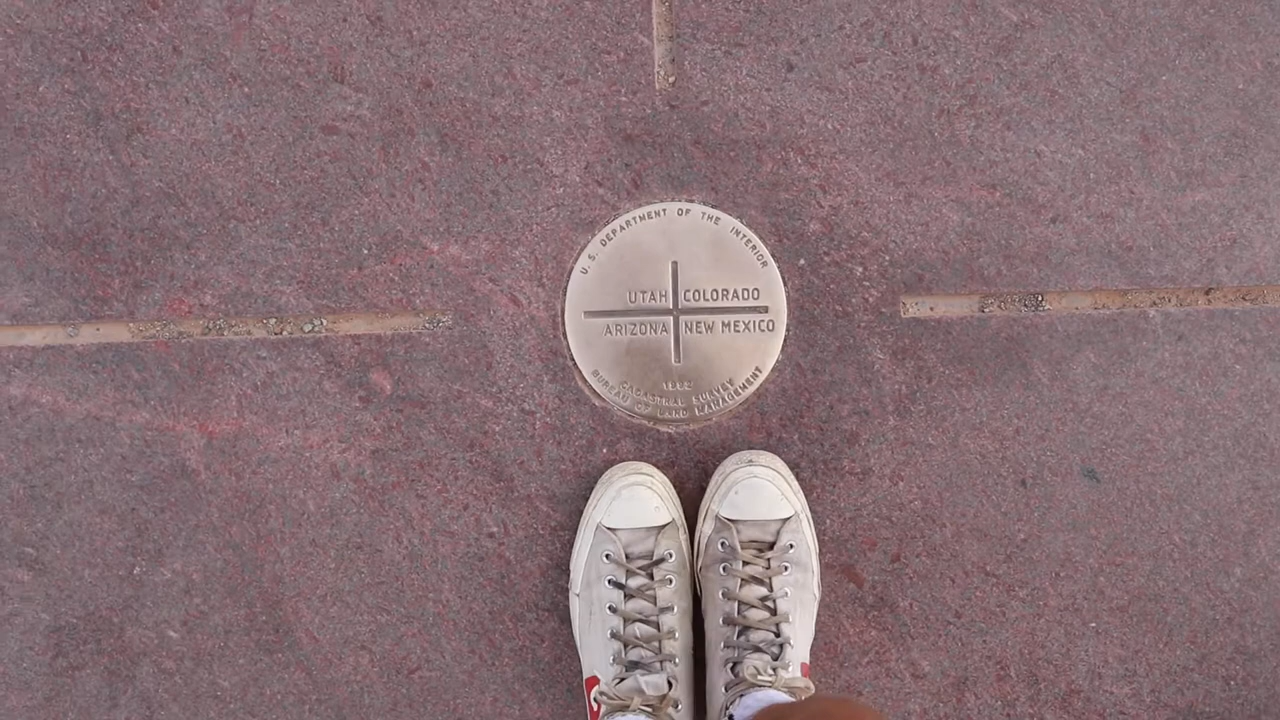 U.S. DEPARTMENT OF THE INTERIOR
UTAH COLORADO
ARIZONA NEW MEXICO
1992
CADASTRAL SURVEY
BUREAU OF LAND MANAGEMENT